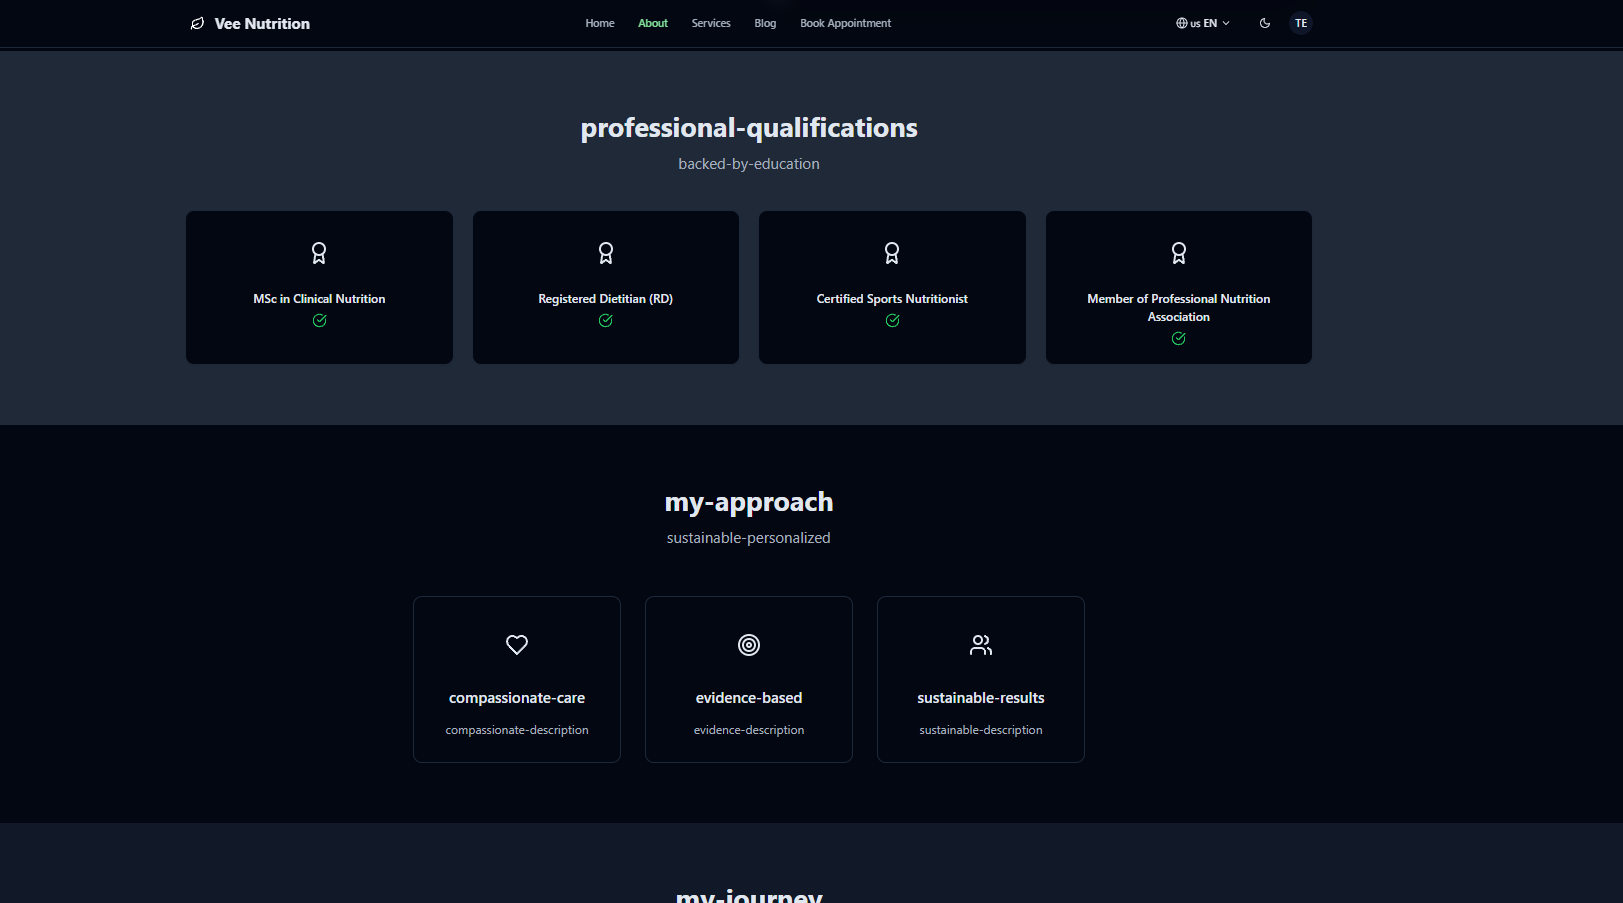 Vee Nutrition
Home About Services Blog Book Appointment
us EN
TE
professional-qualifications
backed-by-education
MSc in Clinical Nutrition
Registered Dietitian (RD)
Certified Sports Nutritionist
Member of Professional Nutrition
Association
my-approach
sustainable-personalized
compassionate-care
compassionate-description
evidence-based
evidence-description
sustainable-results
sustainable-description
my-journey